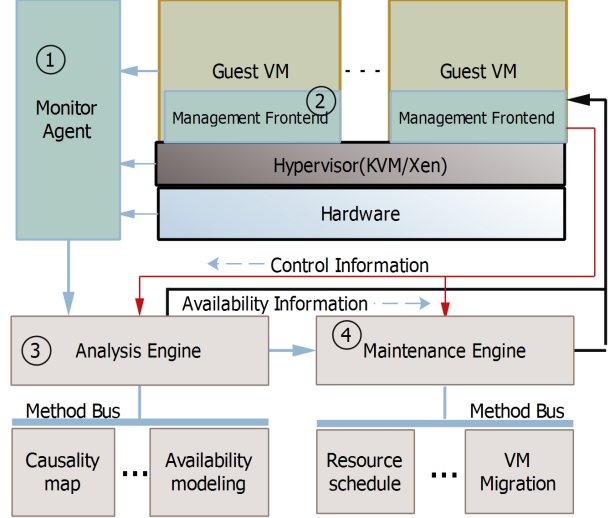 1
Monitor
Agent
Guest VM
Guest VM
2
Management Frontend
Management Frontend
Hypervisor(KVM/Xen)
Hardware
Control Information
Availability Information
3
Analysis Engine
4
Maintenance Engine
Method Bus
Method Bus
Causality
map
Availability
modeling
Resource
schedule
VM
Migration